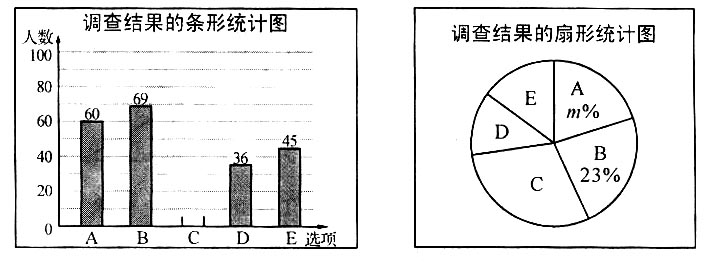 调查结果的条形统计图
人数
100
80
60
40
20
0
60
69
36
45
A B C D E 选项
调查结果的扇形统计图
A
m%
B
23%
C
D
E